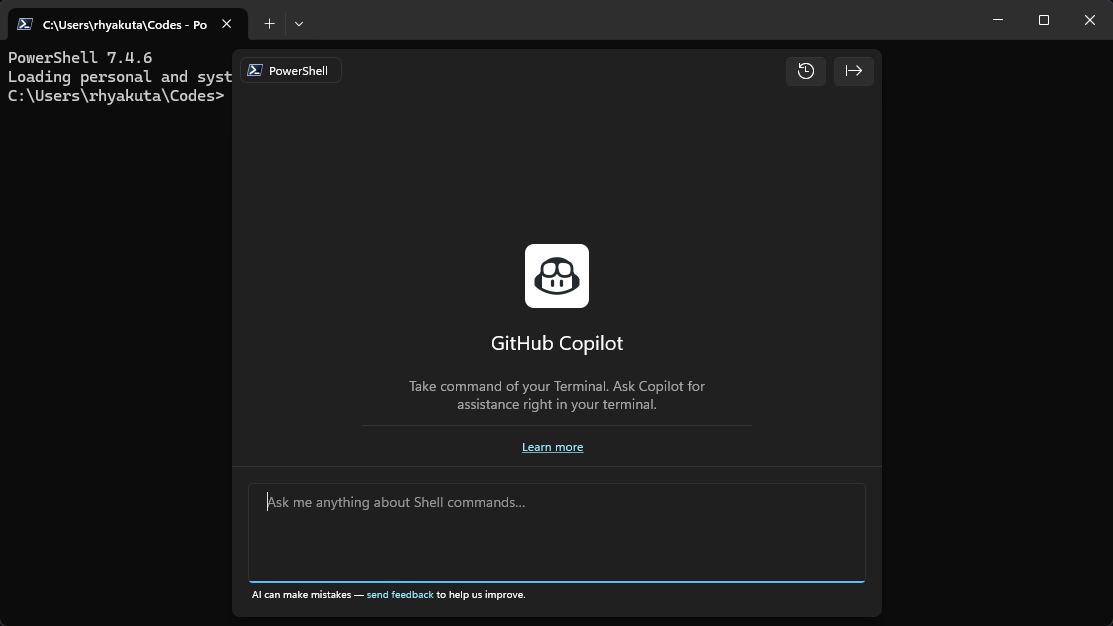 C:\Users\rhyakuta\Codes - Po
PowerShell 7.4.6
Loading personal and syst
C:\Users\rhyakuta\Codes>
PowerShell
GitHub Copilot
Take command of your Terminal. Ask Copilot for
assistance right in your terminal.
Learn more
Ask me anything about Shell commands...
AI can make mistakes — send feedback to help us improve.